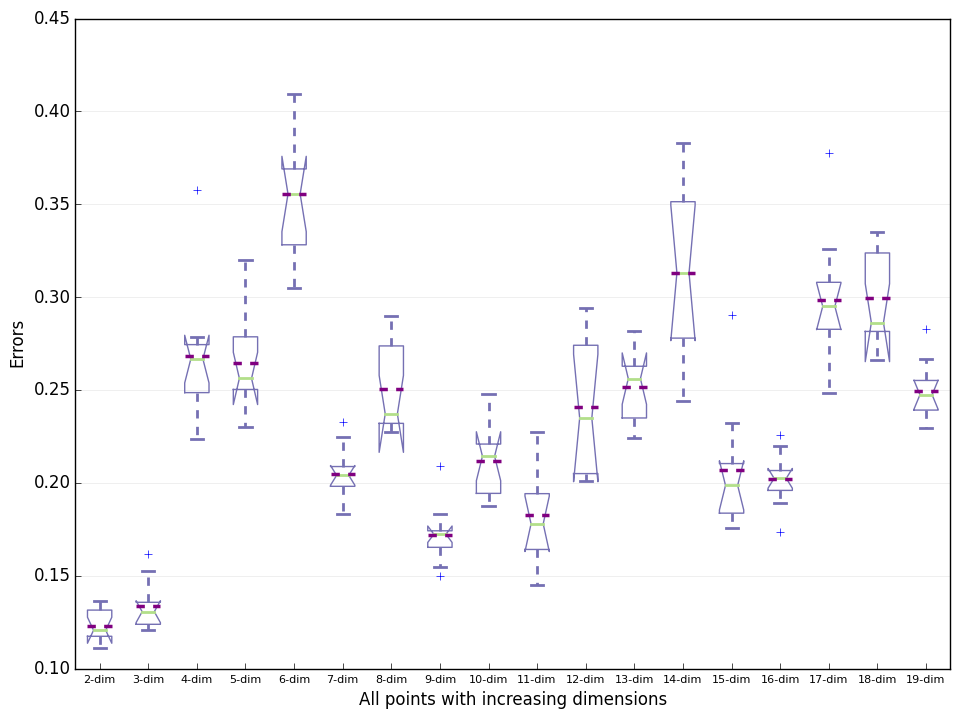 0.45
0.40
0.35
0.30
0.25
0.20
0.15
0.10
Errors
2-dim 3-dim 4-dim 5-dim 6-dim 7-dim 8-dim 9-dim 10-dim 11-dim 12-dim 13-dim 14-dim 15-dim 16-dim 17-dim 18-dim 19-dim
All points with increasing dimensions